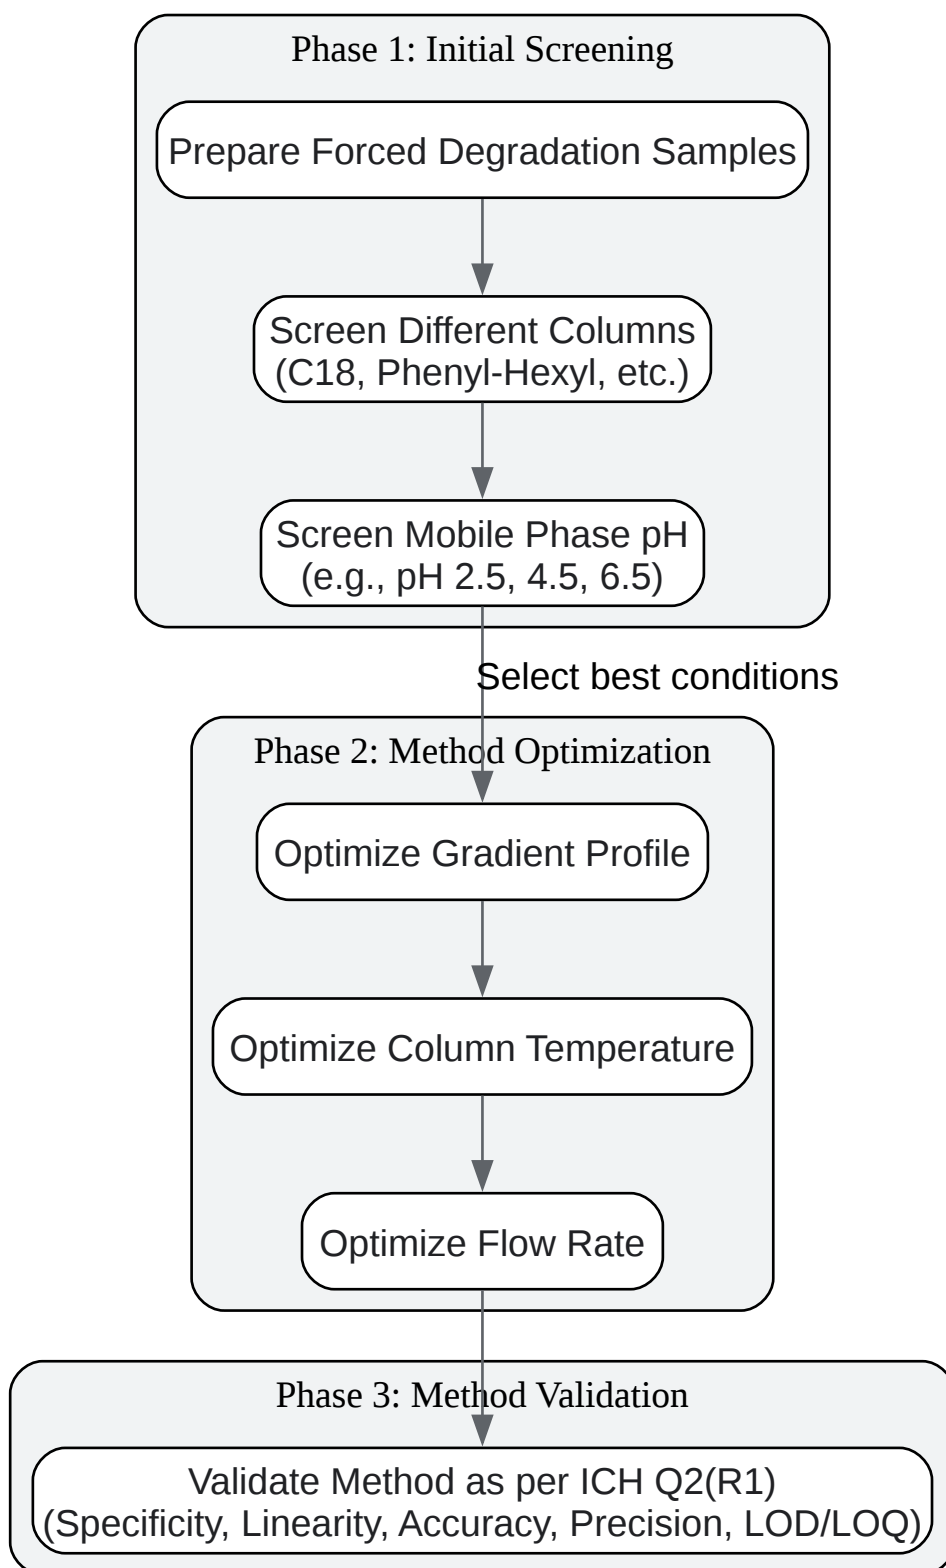 Phase 1: Initial Screening
Prepare Forced Degradation Samples
Screen Different Columns
(C18, Phenyl-Hexyl, etc.)
Screen Mobile Phase pH
(e.g., pH 2.5, 4.5, 6.5)
Select best conditions
Phase 2: Method Optimization
Optimize Gradient Profile
Optimize Column Temperature
Optimize Flow Rate
Phase 3: Method Validation
Validate Method as per ICH Q2(R1)
(Specificity, Linearity, Accuracy, Precision, LOD/LOQ)